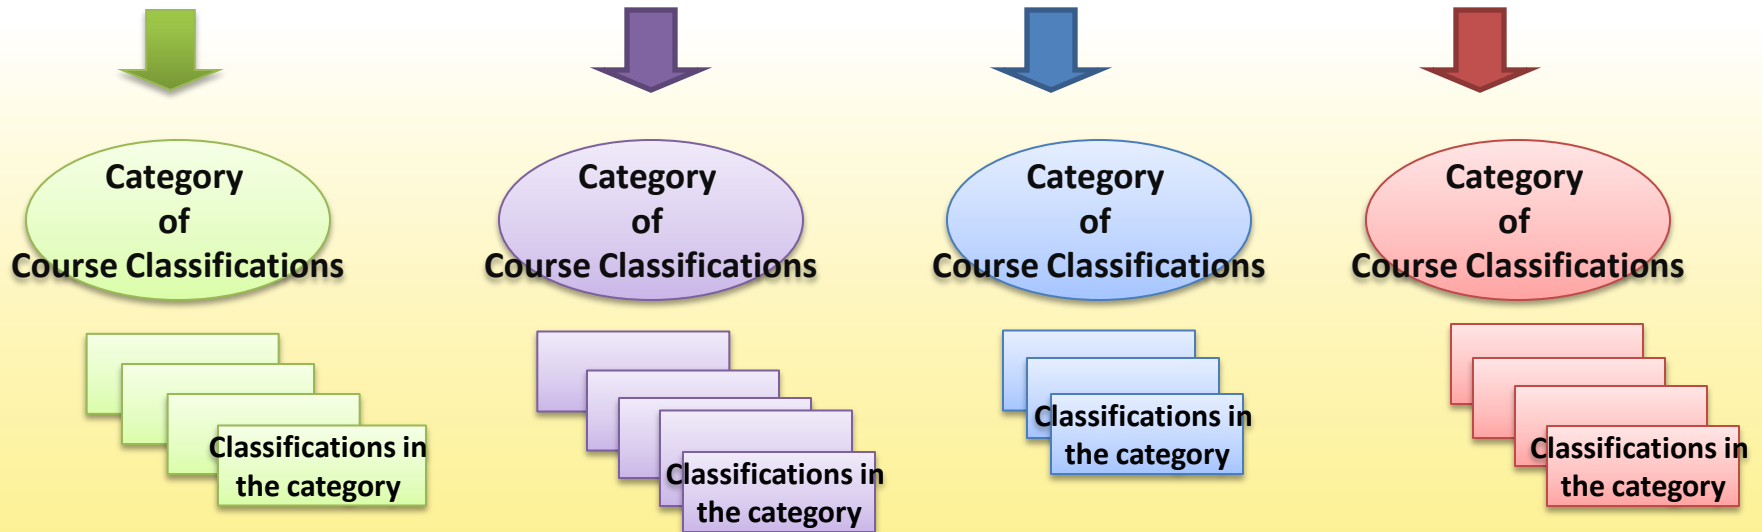 Category
of
Course Classifications
Category
of
Course Classifications
Category
of
Course Classifications
Category
of
Course Classifications
Classifications in
the category
Classifications in
the category
Classifications in
the category
Classifications in
the category